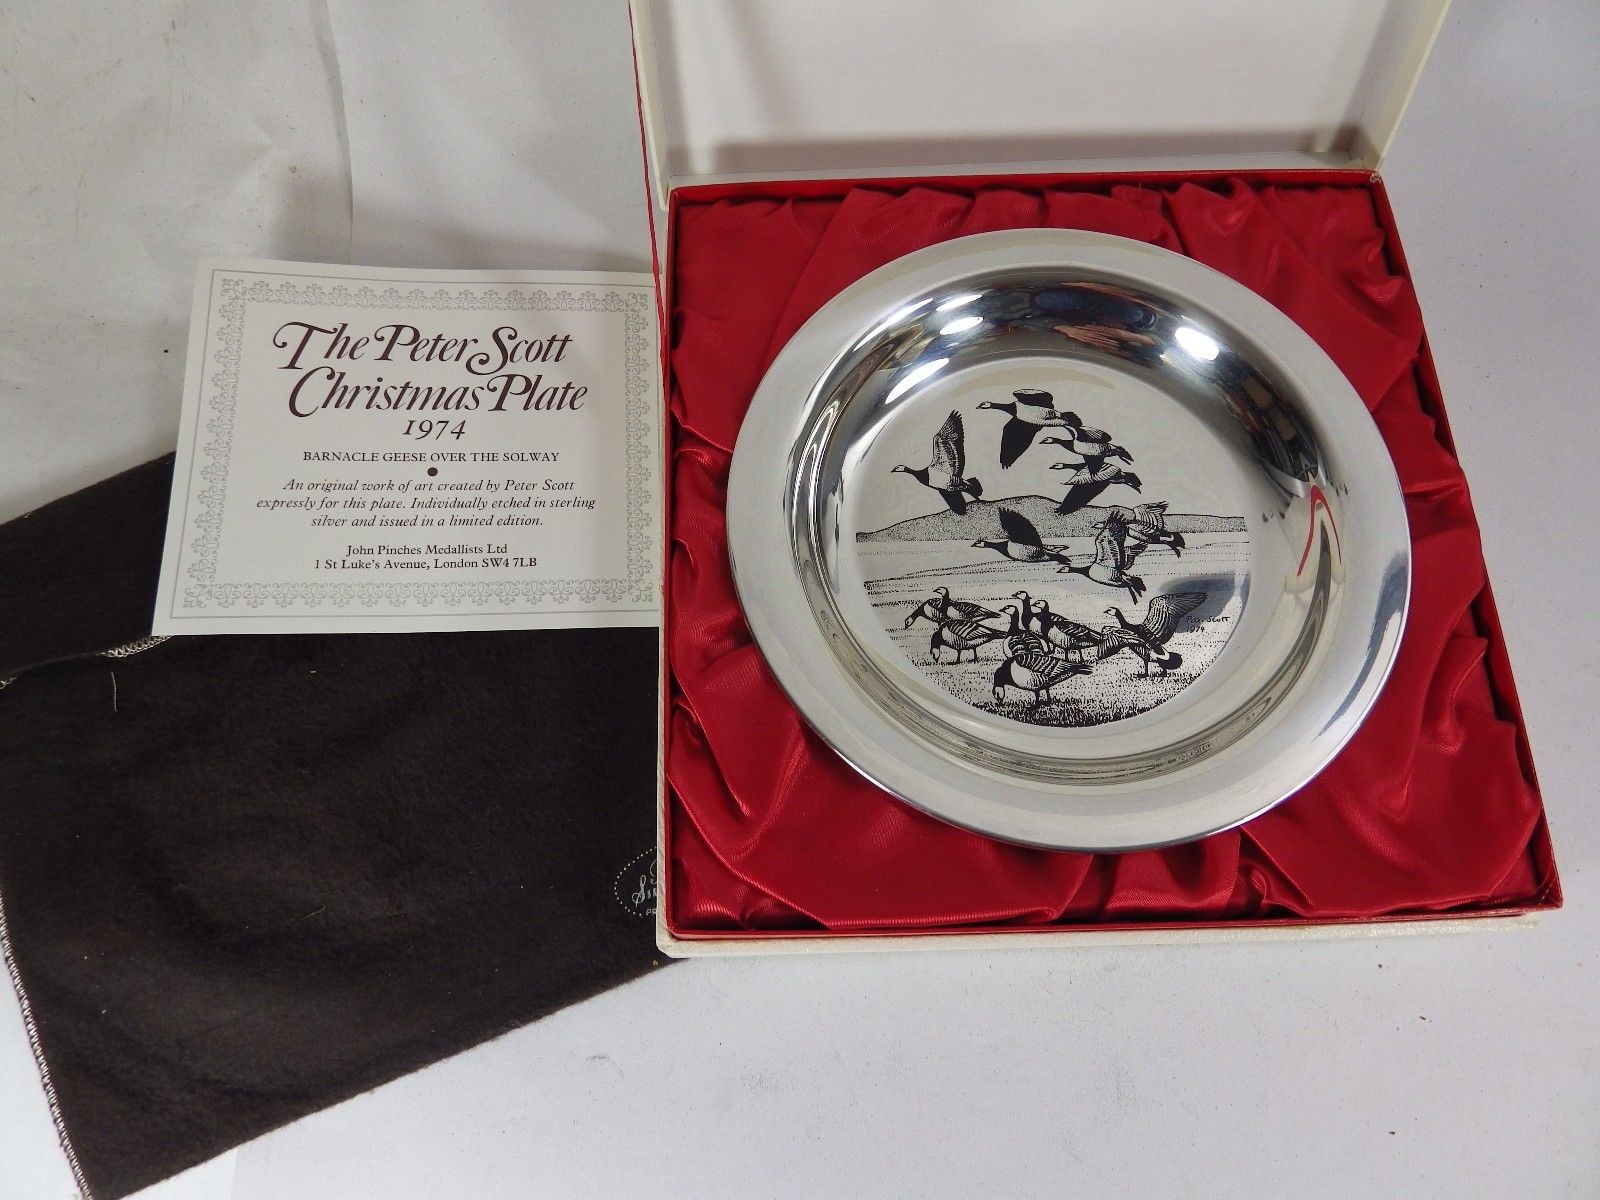 The Peter Scott
Christmas Plate
1974
BARNACLE GEESE OVER THE SOLWAY
An original work of art created by Peter Scott
expressly for this plate. Individually etched in sterling
silver and issued in a limited edition.
John Pinches Medallists Ltd
1 St Luke's Avenue, London SW4 7LB
Peter Scott
1974